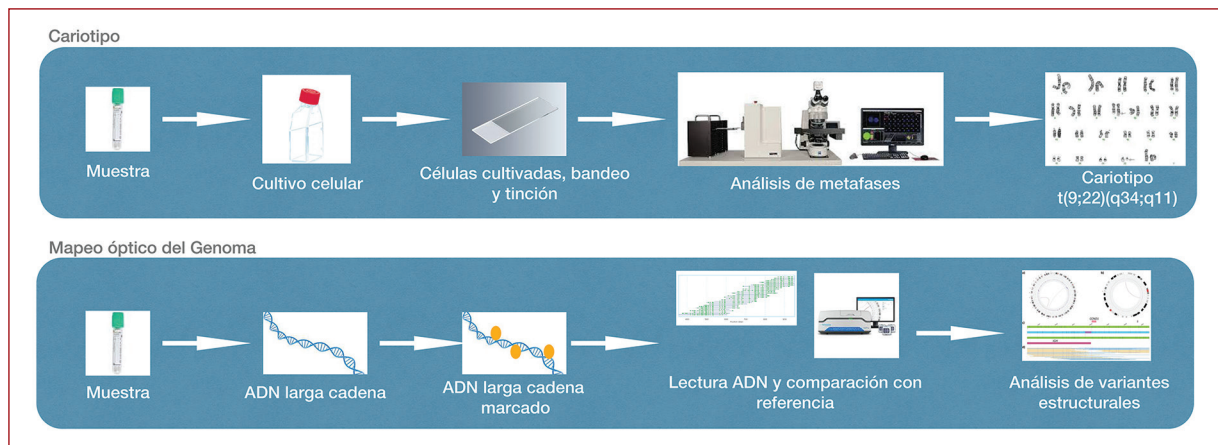 Cariotipo
Muestra
Cultivo celular
Células cultivadas, bandeo
y tinción
Análisis de metafases
Cariotipo
t(9;22)(q34;q11)
Mapeo óptico del Genoma
Muestra
ADN larga cadena
ADN larga cadena
marcado
Lectura ADN y comparación con
referencia
Análisis de variantes
estructurales